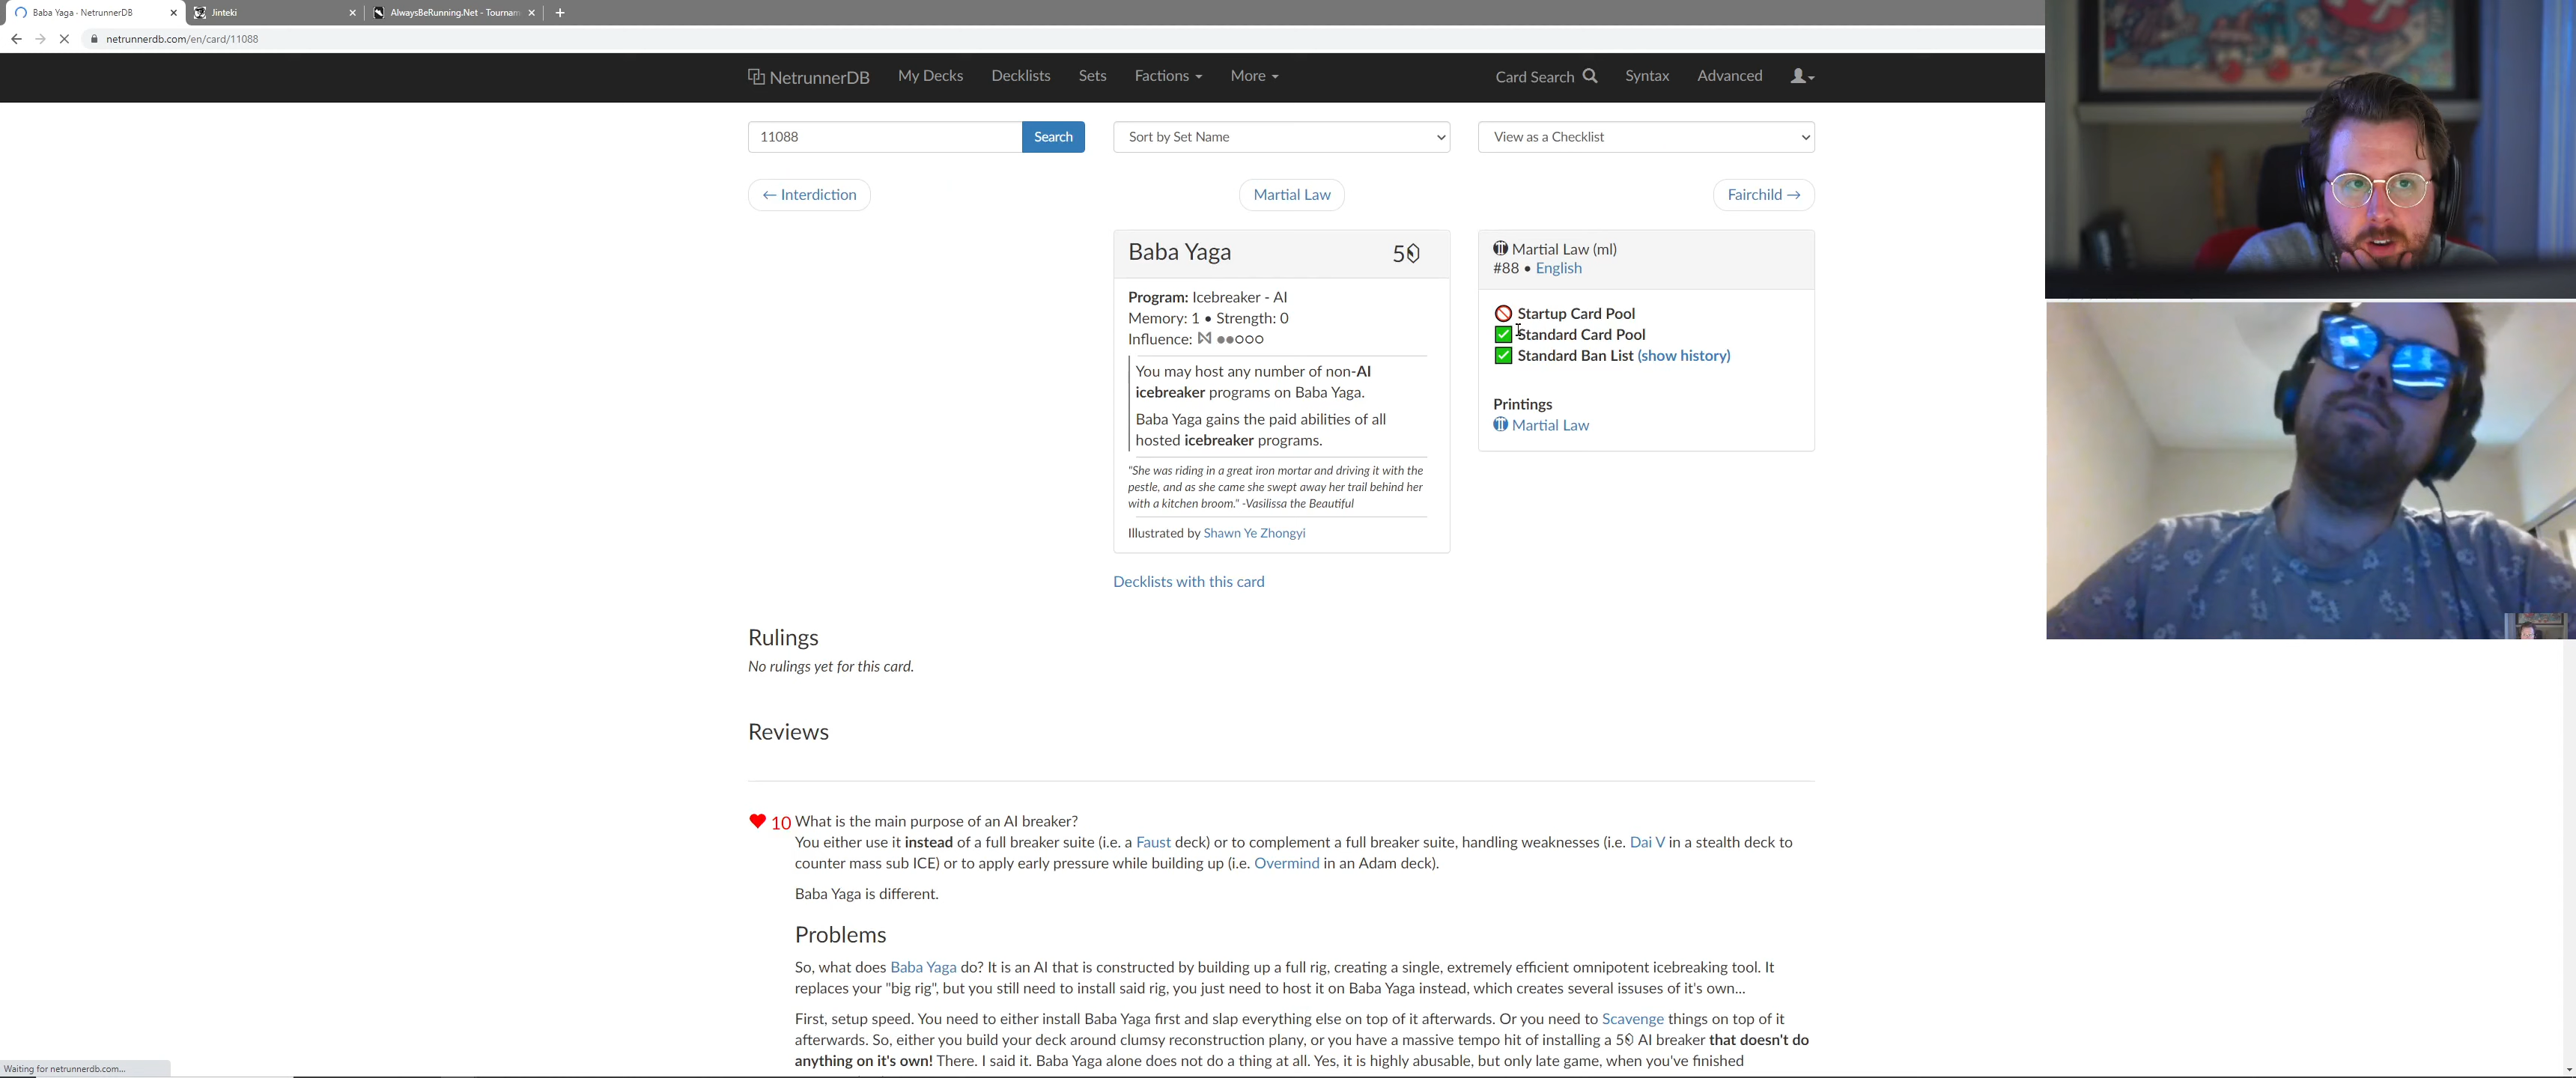 Baba Yaga - NetrunnerDB
Jinteki
AlwaysBeRunning.Net - Tournam
netrunnerdb.com/en/card/11088
NetrunnerDB My Decks Decklists Sets Factions More Card Search Syntax Advanced
11088 Search Sort by Set Name View as a Checklist
← Interdiction Martial Law Fairchild →
Baba Yaga 5
Program: Icebreaker - AI
Memory: 1 • Strength: 0
Influence: ●●○○○
You may host any number of non-AI
icebreaker programs on Baba Yaga.
Baba Yaga gains the paid abilities of all
hosted icebreaker programs.
"She was riding in a great iron mortar and driving it with the
pestle, and as she came she swept away her trail behind her
with a kitchen broom." -Vasilissa the Beautiful
Illustrated by Shawn Ye Zhongyi
Martial Law (ml)
#88 • English
Startup Card Pool
Standard Card Pool
Standard Ban List (show history)
Printings
Martial Law
Decklists with this card
Rulings
No rulings yet for this card.
Reviews
10 What is the main purpose of an AI breaker?
You either use it instead of a full breaker suite (i.e. a Faust deck) or to complement a full breaker suite, handling weaknesses (i.e. Dai V in a stealth deck to
counter mass sub ICE) or to apply early pressure while building up (i.e. Overmind in an Adam deck).
Baba Yaga is different.
Problems
So, what does Baba Yaga do? It is an AI that is constructed by building up a full rig, creating a single, extremely efficient omnipotent icebreaking tool. It
replaces your "big rig", but you still need to install said rig, you just need to host it on Baba Yaga instead, which creates several issuses of it's own...
First, setup speed. You need to either install Baba Yaga first and slap everything else on top of it afterwards. Or you need to Scavenge things on top of it
afterwards. So, either you build your deck around clumsy reconstruction plany, or you have a massive tempo hit of installing a 5 AI breaker that doesn't do
anything on it's own! There. I said it. Baba Yaga alone does not do a thing at all. Yes, it is highly abusable, but only late game, when you've finished
Waiting for netrunnerdb.com...